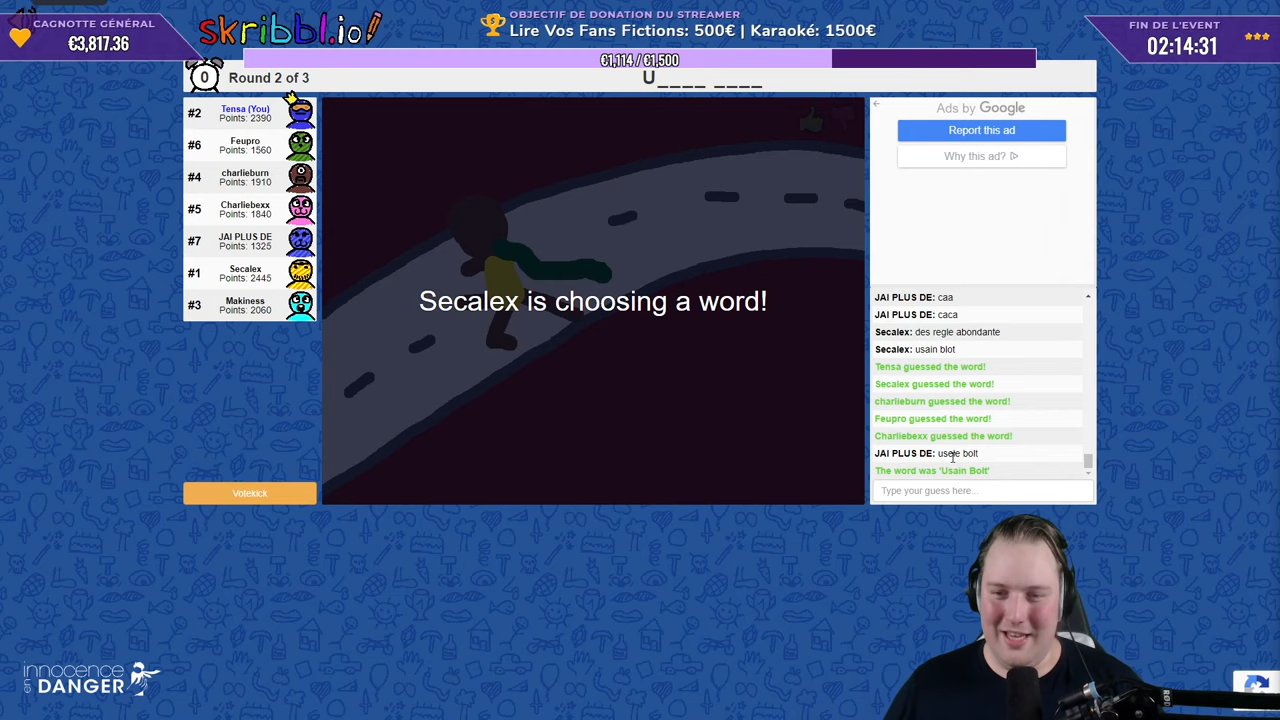 CAGNOTTE GÉNÉRAL
€3,817.36
skribbl.io
OBJECTIF DE DONATION DU STREAMER
Lire Vos Fans Fictions: 500€ | Karaoké: 1500€
€1,114 / €1,500
FIN DE L'EVENT
02:14:31
0
Round 2 of 3
U____ ____
#2
Tensa (You)
Points: 2390
#6
Feupro
Points: 1560
#4
charlieburn
Points: 1910
#5
Charliebexx
Points: 1840
#7
JAI PLUS DE
Points: 1325
#1
Secalex
Points: 2445
#3
Makiness
Points: 2060
Votekick
Secalex is choosing a word!
Ads by Google
Report this ad
Why this ad?
JAI PLUS DE: caa
JAI PLUS DE: caca
Secalex: des regle abondante
Secalex: usain blot
Tensa guessed the word!
Secalex guessed the word!
charlieburn guessed the word!
Feupro guessed the word!
Charliebexx guessed the word!
JAI PLUS DE: bolt
The word was 'Usain Bolt'
Type your guess here...
innocence
EN DANGER
RØDE